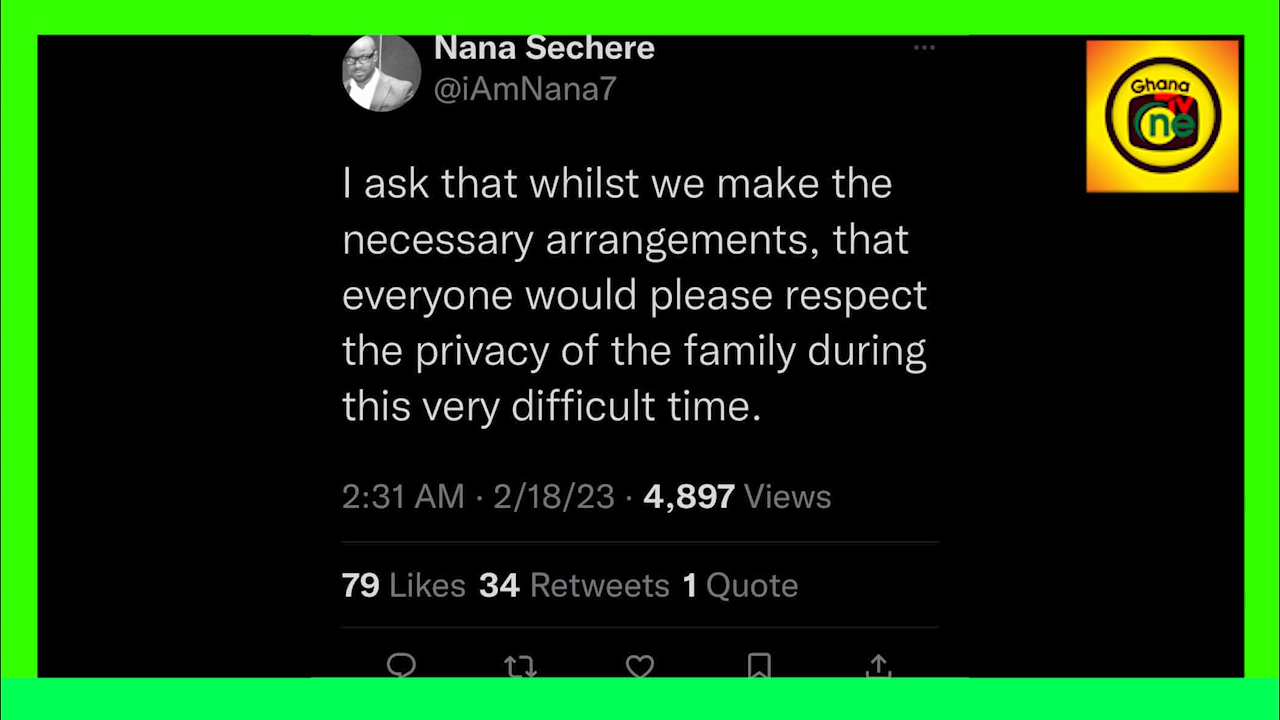 Nana Sechere
@iAmNana7
Ghana
TV
One
I ask that whilst we make the
necessary arrangements, that
everyone would please respect
the privacy of the family during
this very difficult time.
2:31 AM · 2/18/23 · 4,897 Views
79 Likes 34 Retweets 1 Quote